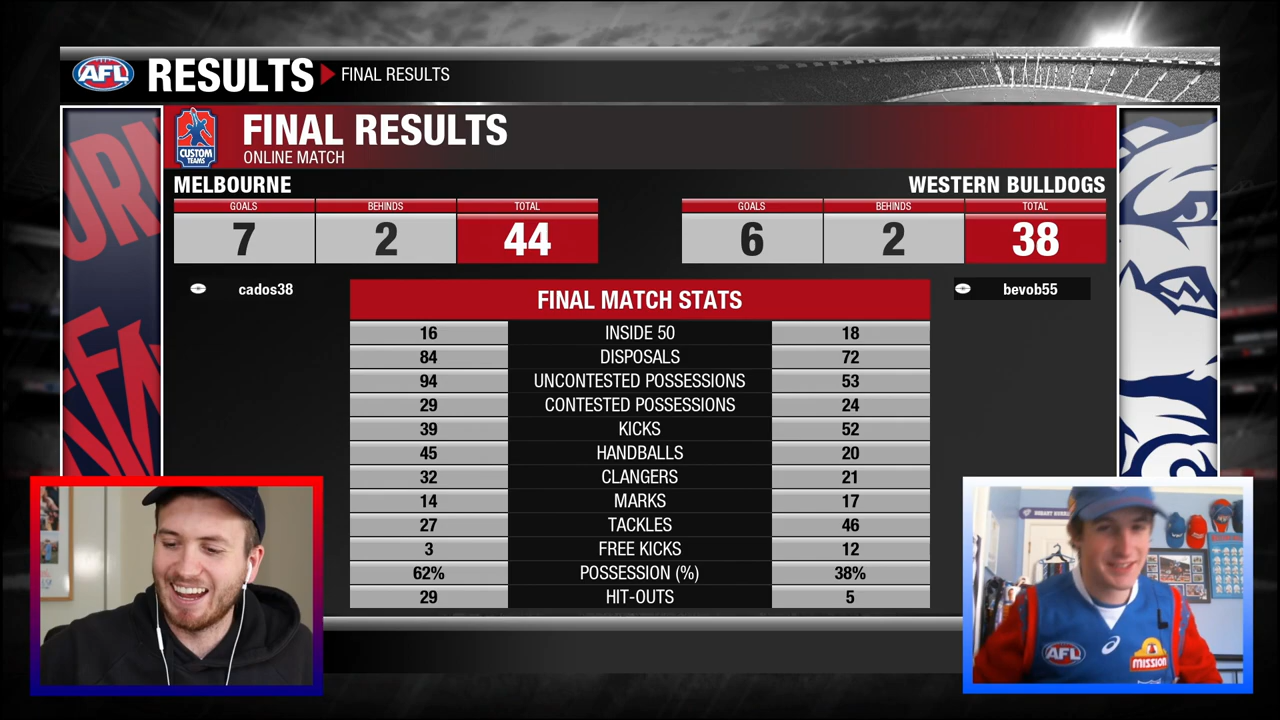 AFL RESULTS FINAL RESULTS
CUSTOM TEAMS
FINAL RESULTS
ONLINE MATCH
MELBOURNE WESTERN BULLDOGS
GOALS BEHINDS TOTAL GOALS BEHINDS TOTAL
7 2 44 6 2 38
cados38 bevob55
FINAL MATCH STATS
16 INSIDE 50 18
84 DISPOSALS 72
94 UNCONTESTED POSSESSIONS 53
29 CONTESTED POSSESSIONS 24
39 KICKS 52
45 HANDBALLS 20
32 CLANGERS 21
14 MARKS 17
27 TACKLES 46
3 FREE KICKS 12
62% POSSESSION (%) 38%
29 HIT-OUTS 5
AFL
MISSION